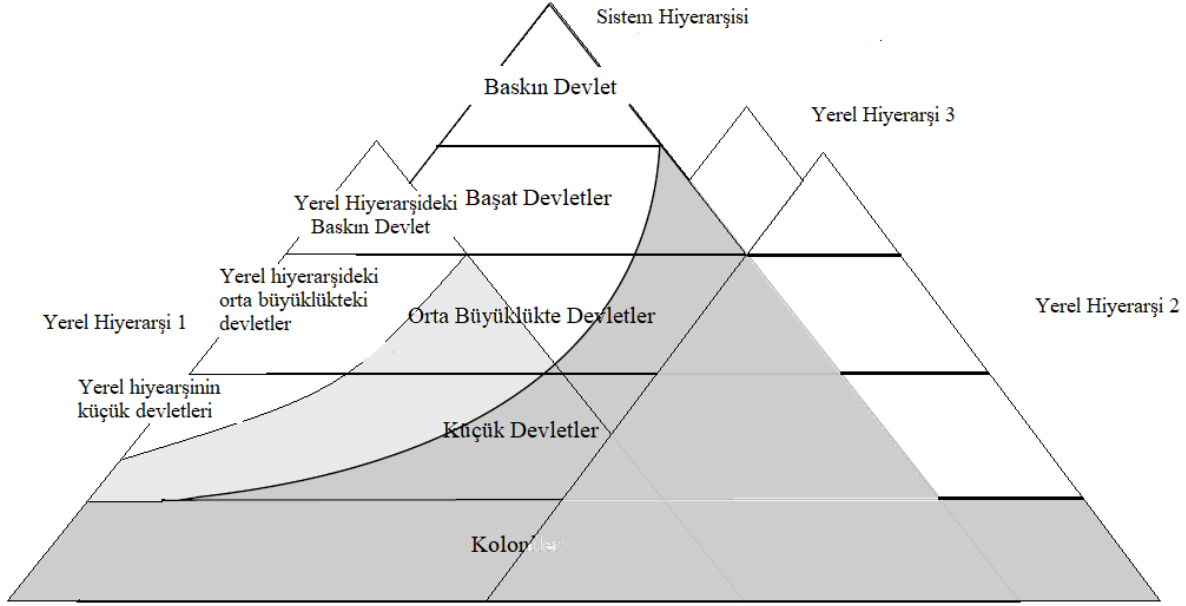 Sistem Hiyerarşisi
Baskın Devlet
Yerel Hiyerarşi 3
Yerel Hiyerarşideki
Baskın Devlet
Başat Devletler
Yerel hiyerarşideki
orta büyüklükteki
devletler
Yerel Hiyerarşi 1
Orta Büyüklükte Devletler
Yerel Hiyerarşi 2
Yerel hiyearşinin
küçük devletleri
Küçük Devletler
Koloniler